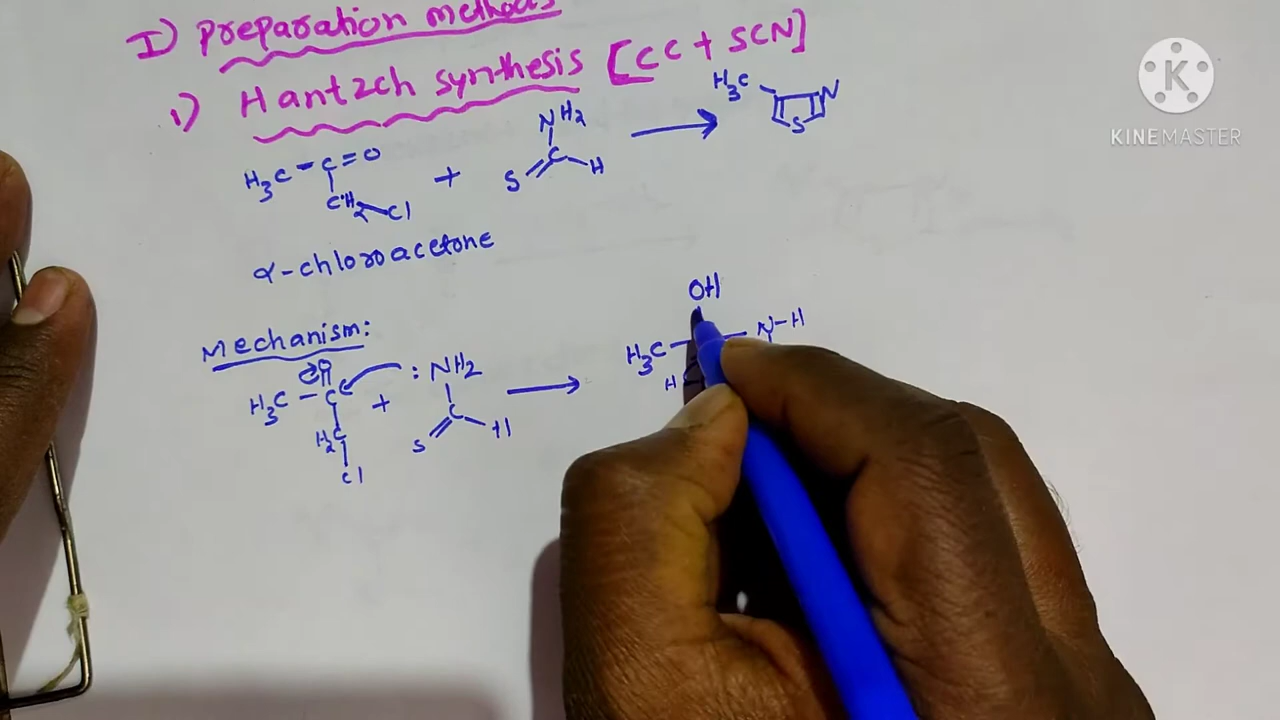 I) preparation methods
1) Hantzch synthesis [CC + SCN]
H3C - C = O + NH2 S C H → H3C N S
CH2 Cl
α-chloroacetone
Mechanism:
OH
H3C - C O + : NH2 C S H → H3C N-H
H2C H
Cl
K
KINEMASTER